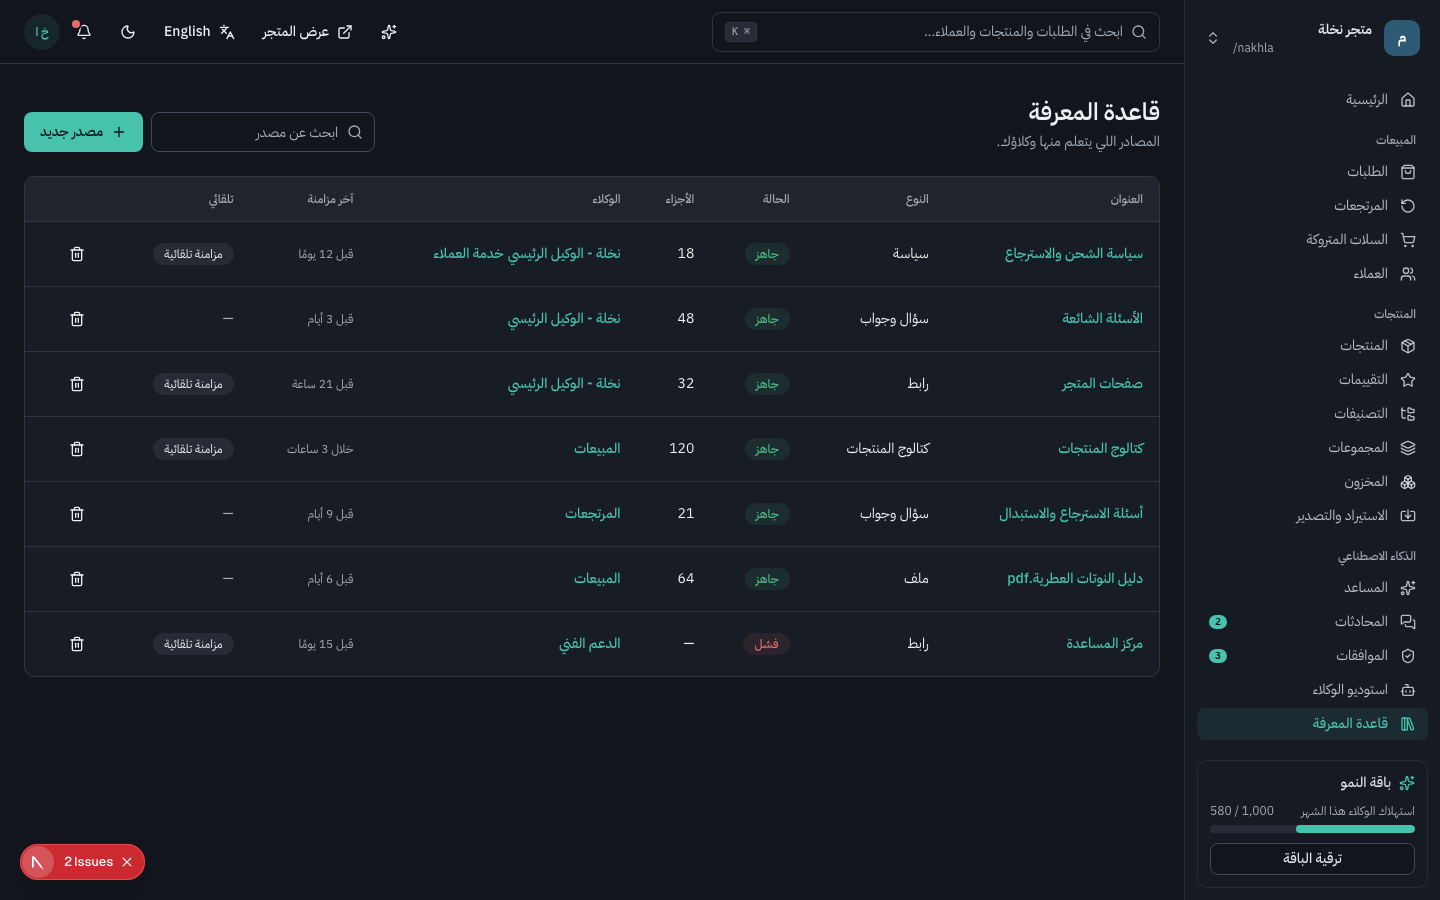 متجر نخلة
/nakhla
م
ابحث في الطلبات والمنتجات والعملاء...
⌘ K
عرض المتجر
English
خ ا
الرئيسية
المبيعات
الطلبات
المرتجعات
السلات المتروكة
العملاء
المنتجات
المنتجات
التقييمات
التصنيفات
المجموعات
المخزون
الاستيراد والتصدير
الذكاء الاصطناعي
المساعد
المحادثات 2
الموافقات 3
استوديو الوكلاء
قاعدة المعرفة
باقة النمو
استهلاك الوكلاء هذا الشهر 580 / 1,000
ترقية الباقة
قاعدة المعرفة
المصادر اللي يتعلم منها وكلاؤك.
ابحث عن مصدر
مصدر جديد
العنوان النوع الحالة الأجزاء الوكلاء آخر مزامنة تلقائي
سياسة الشحن والاسترجاع سياسة جاهز 18 نخلة - الوكيل الرئيسي خدمة العملاء قبل 12 يومًا مزامنة تلقائية
الأسئلة الشائعة سؤال وجواب جاهز 48 نخلة - الوكيل الرئيسي قبل 3 أيام —
صفحات المتجر رابط جاهز 32 نخلة - الوكيل الرئيسي قبل 21 ساعة مزامنة تلقائية
كتالوج المنتجات كتالوج المنتجات جاهز 120 المبيعات خلال 3 ساعات مزامنة تلقائية
أسئلة الاسترجاع والاستبدال سؤال وجواب جاهز 21 المرتجعات قبل 9 أيام —
دليل النوتات العطرية.pdf ملف جاهز 64 المبيعات قبل 6 أيام —
مركز المساعدة رابط فشل — الدعم الفني قبل 15 يومًا مزامنة تلقائية
2 Issues